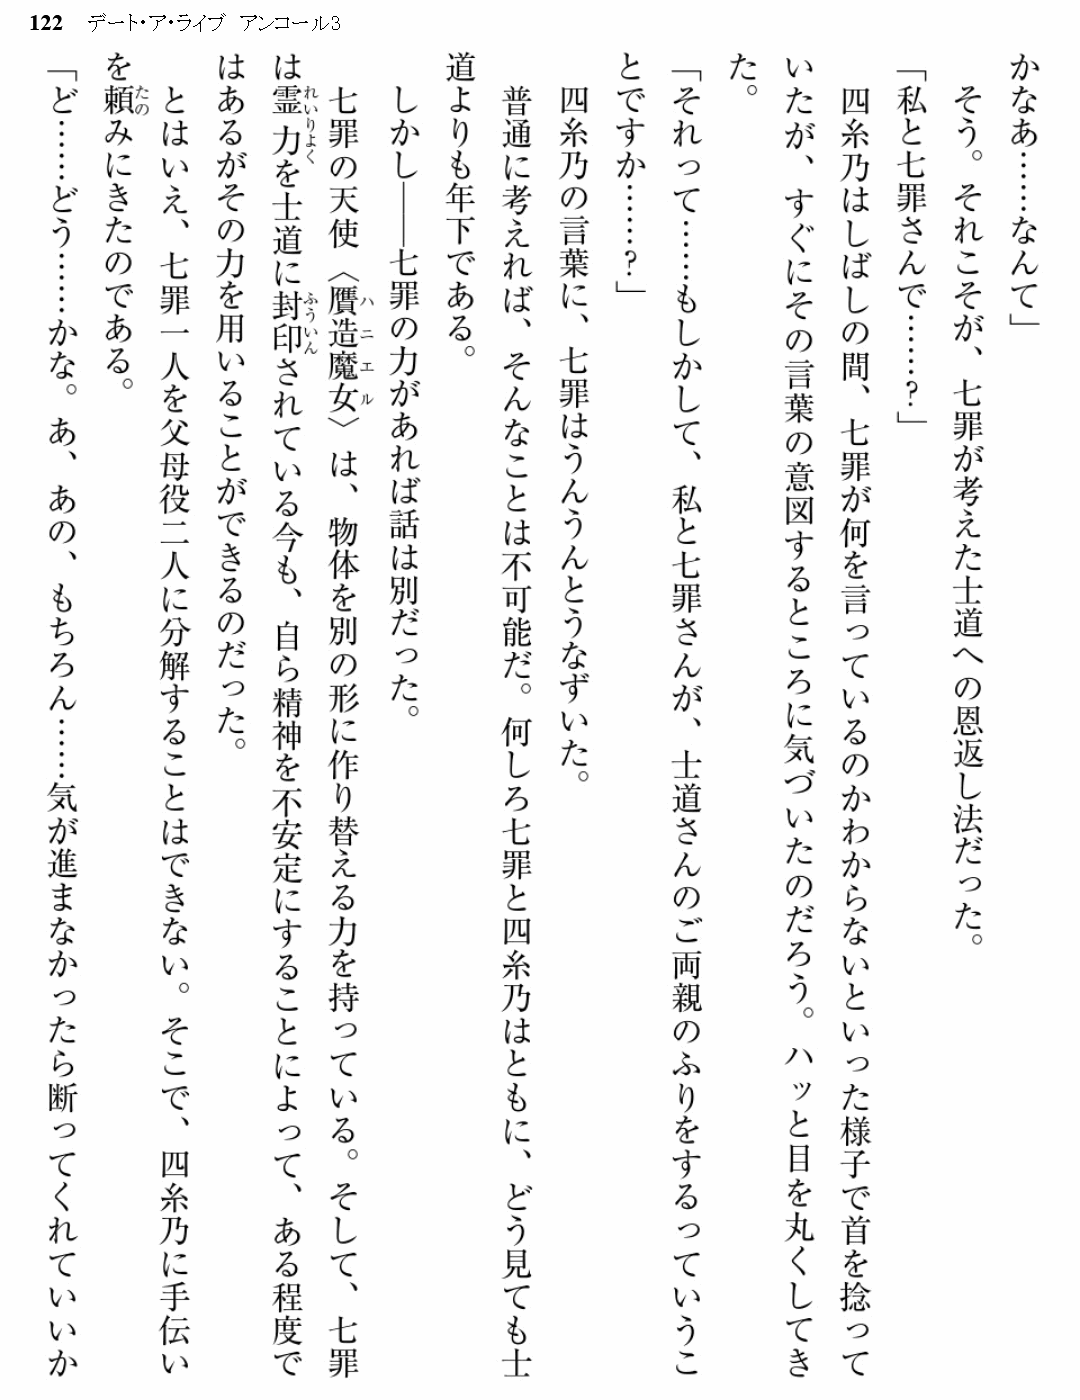 122 デート・ア・ライブ アンコール3
かなあ……なんて」
そう。それこそが、七罪が考えた士道への恩返し法だった。
「私と七罪さんで……？」
四糸乃はしばしの間、七罪が何を言っているのかわからないといった様子で首を捻って
いたが、すぐにその言葉の意図するところに気づいたのだろう。ハッと目を丸くしてき
た。
「それって……もしかして、私と七罪さんが、士道さんのご両親のふりをするっていうこ
とですか……？」
四糸乃の言葉に、七罪はうんうんとうなずいた。
普通に考えれば、そんなことは不可能だ。何しろ七罪と四糸乃はともに、どう見ても士
道よりも年下である。
しかし――七罪の力があれば話は別だった。
七罪の天使〈贋造魔女〉は、物体を別の形に作り替える力を持っている。そして、七罪
ハニエル
は霊力を士道に封印されている今も、自ら精神を不安定にすることによって、ある程度で
れいりよく
ふういん
はあるがその力を用いることができるのだった。
とはいえ、七罪一人を父母役二人に分解することはできない。そこで、四糸乃に手伝い
を頼みにきたのである。
たの
「ど……どう……かな。あ、あの、もちろん……気が進まなかったら断ってくれていいか